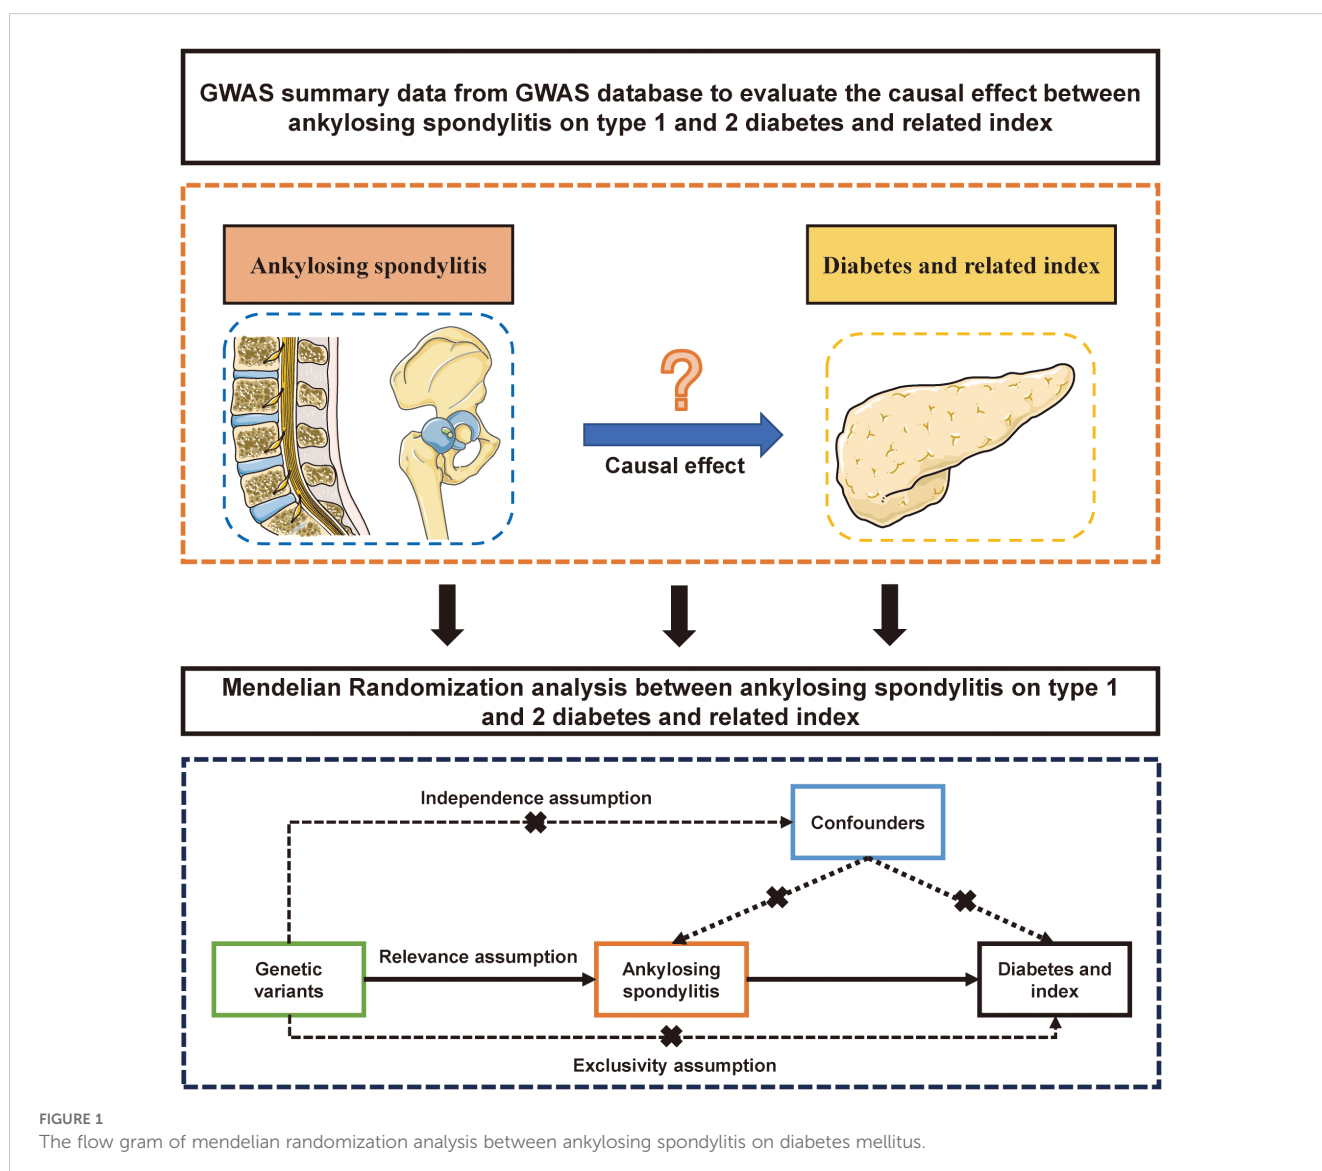 GWAS summary data from GWAS database to evaluate the causal effect between
ankylosing spondylitis on type 1 and 2 diabetes and related index
Ankylosing spondylitis
Diabetes and related index
?
Causal effect
Mendelian Randomization analysis between ankylosing spondylitis on type 1
and 2 diabetes and related index
Independence assumption
Confounders
Genetic
variants
Relevance assumption
Ankylosing
spondylitis
Diabetes and
index
Exclusivity assumption
FIGURE 1
The flow gram of mendelian randomization analysis between ankylosing spondylitis on diabetes mellitus.